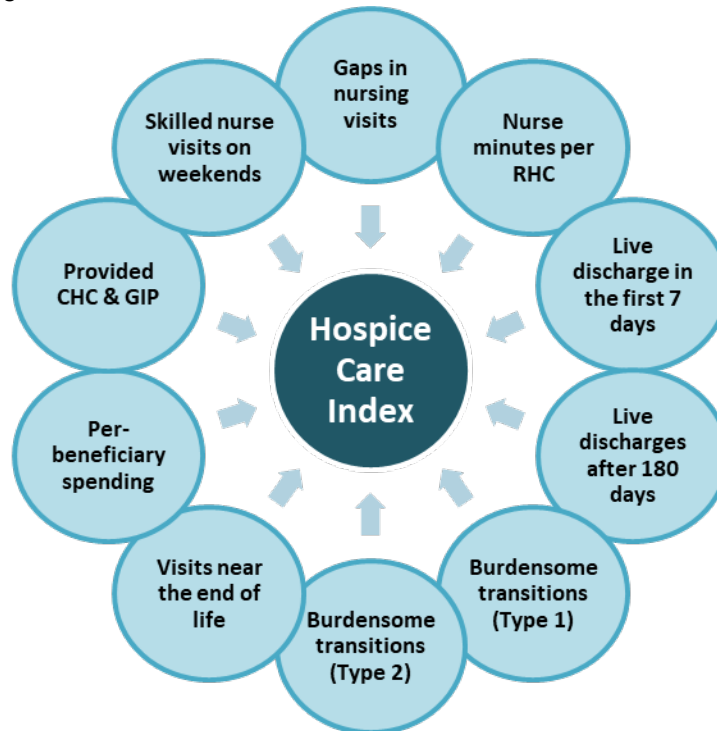 Gaps in
nursing
visits
Nurse
minutes per
RHC
Live
discharge in
the first 7
days
Live
discharges
after 180
days
Burdensome
transitions
(Type 1)
Burdensome
transitions
(Type 2)
Visits near
the end of
life
Per-
beneficiary
spending
Provided
CHC & GIP
Skilled nurse
visits on
weekends
Hospice
Care
Index